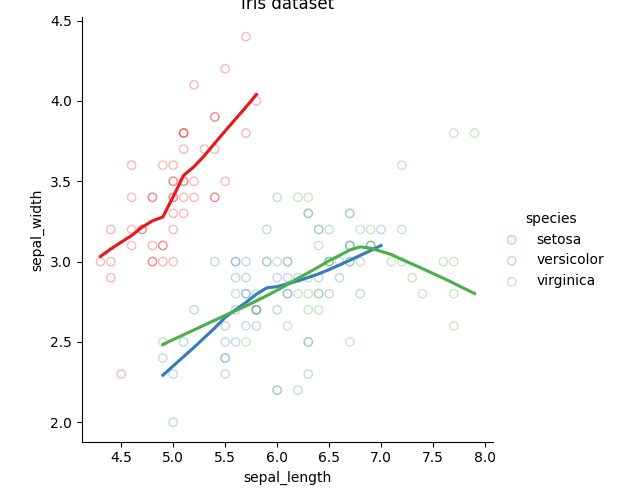 Iris dataset
4.5
4.0
3.5
3.0
2.5
2.0
sepal_width
4.5 5.0 5.5 6.0 6.5 7.0 7.5 8.0
sepal_length
species
setosa
versicolor
virginica